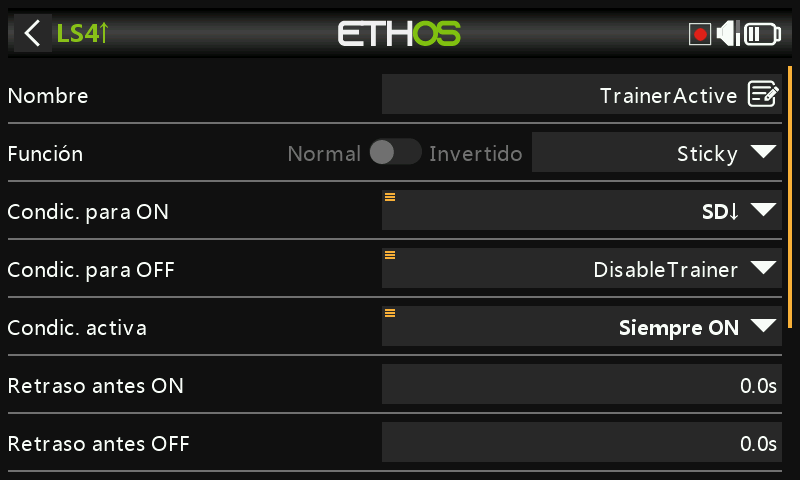 LS4↑
ETHOS
Nombre
TrainerActive
Función
Normal
Invertido
Sticky
Condic. para ON
SD↓
Condic. para OFF
DisableTrainer
Condic. activa
Siempre ON
Retraso antes ON
0.0s
Retraso antes OFF
0.0s